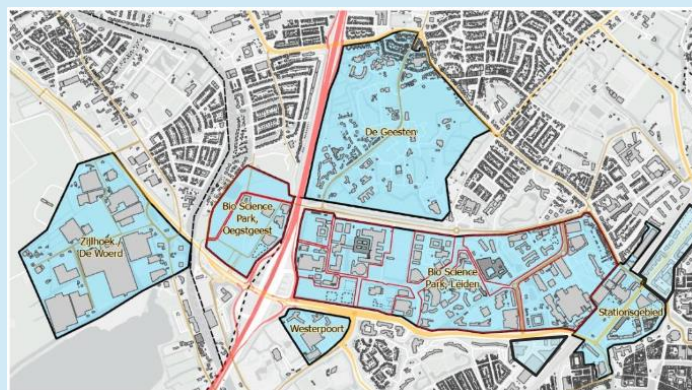 De Geesten
Bio Science
Park,
Oegstgeest
Zijlhoek
/De Woerd
Bio Science
Park, Leiden
Stationsgebied
Westerpoort